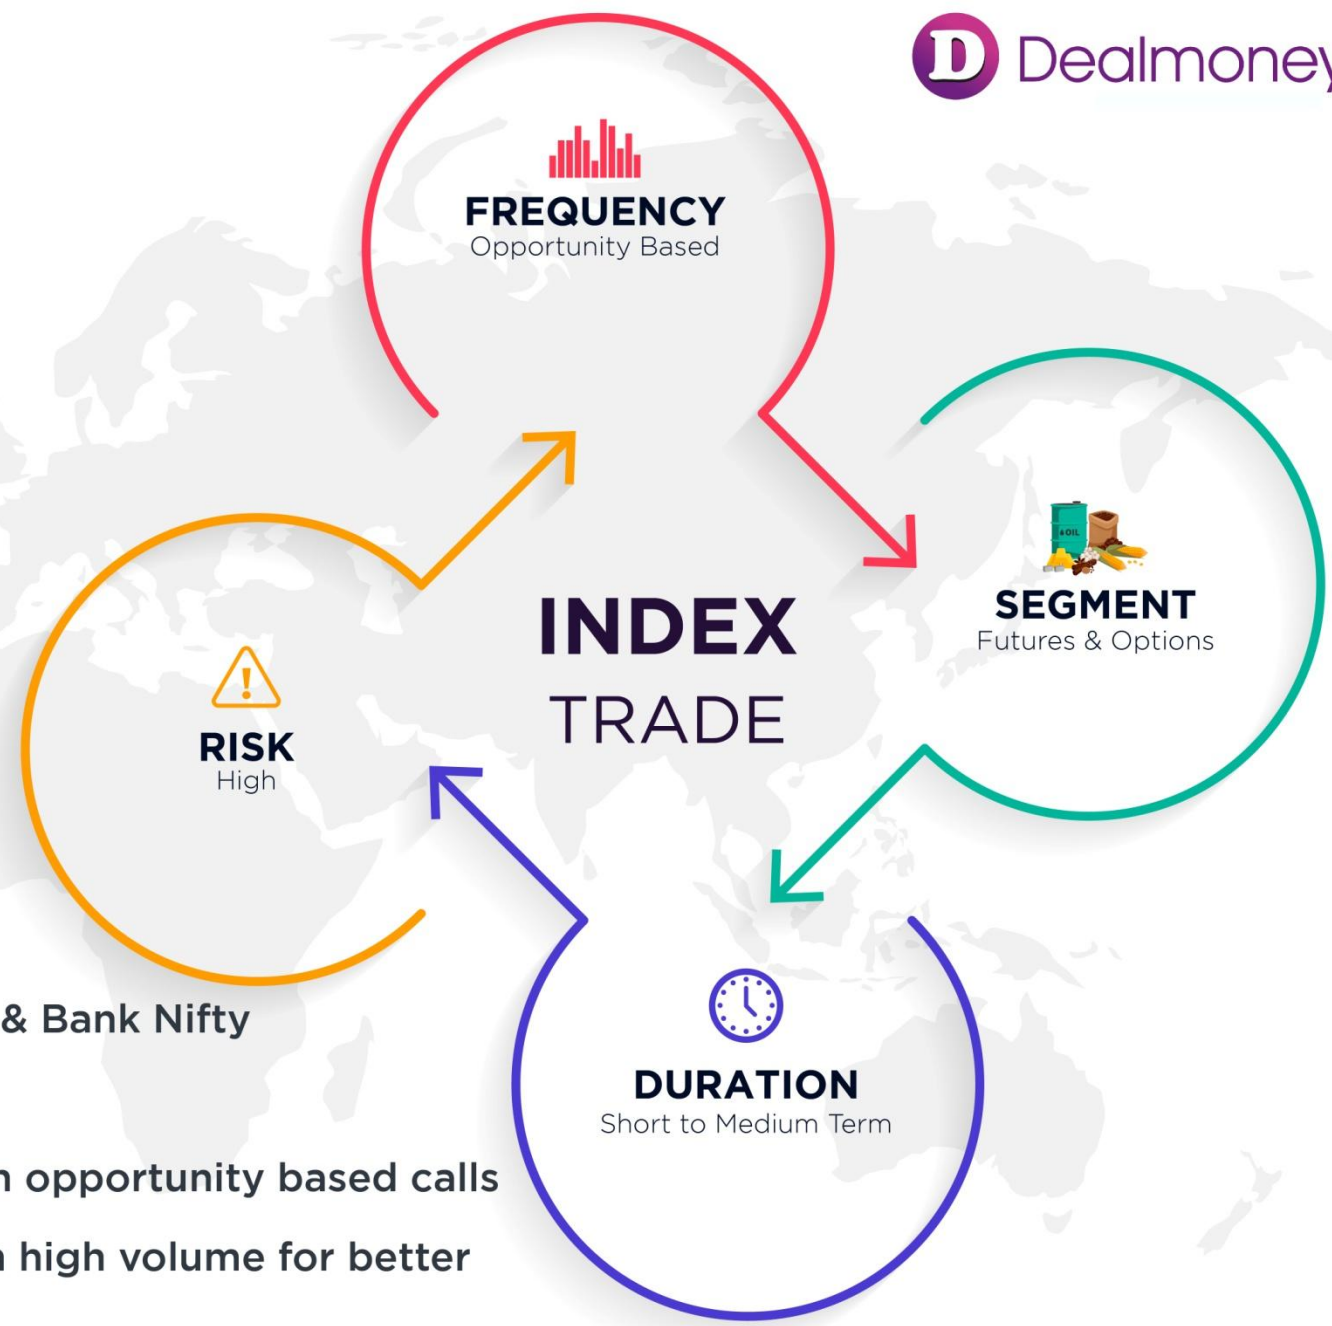 D Dealmoney
FREQUENCY
Opportunity Based
OIL
SEGMENT
Futures & Options
INDEX
TRADE
RISK
High
& Bank Nifty
DURATION
Short to Medium Term
opportunity based calls
high volume for better